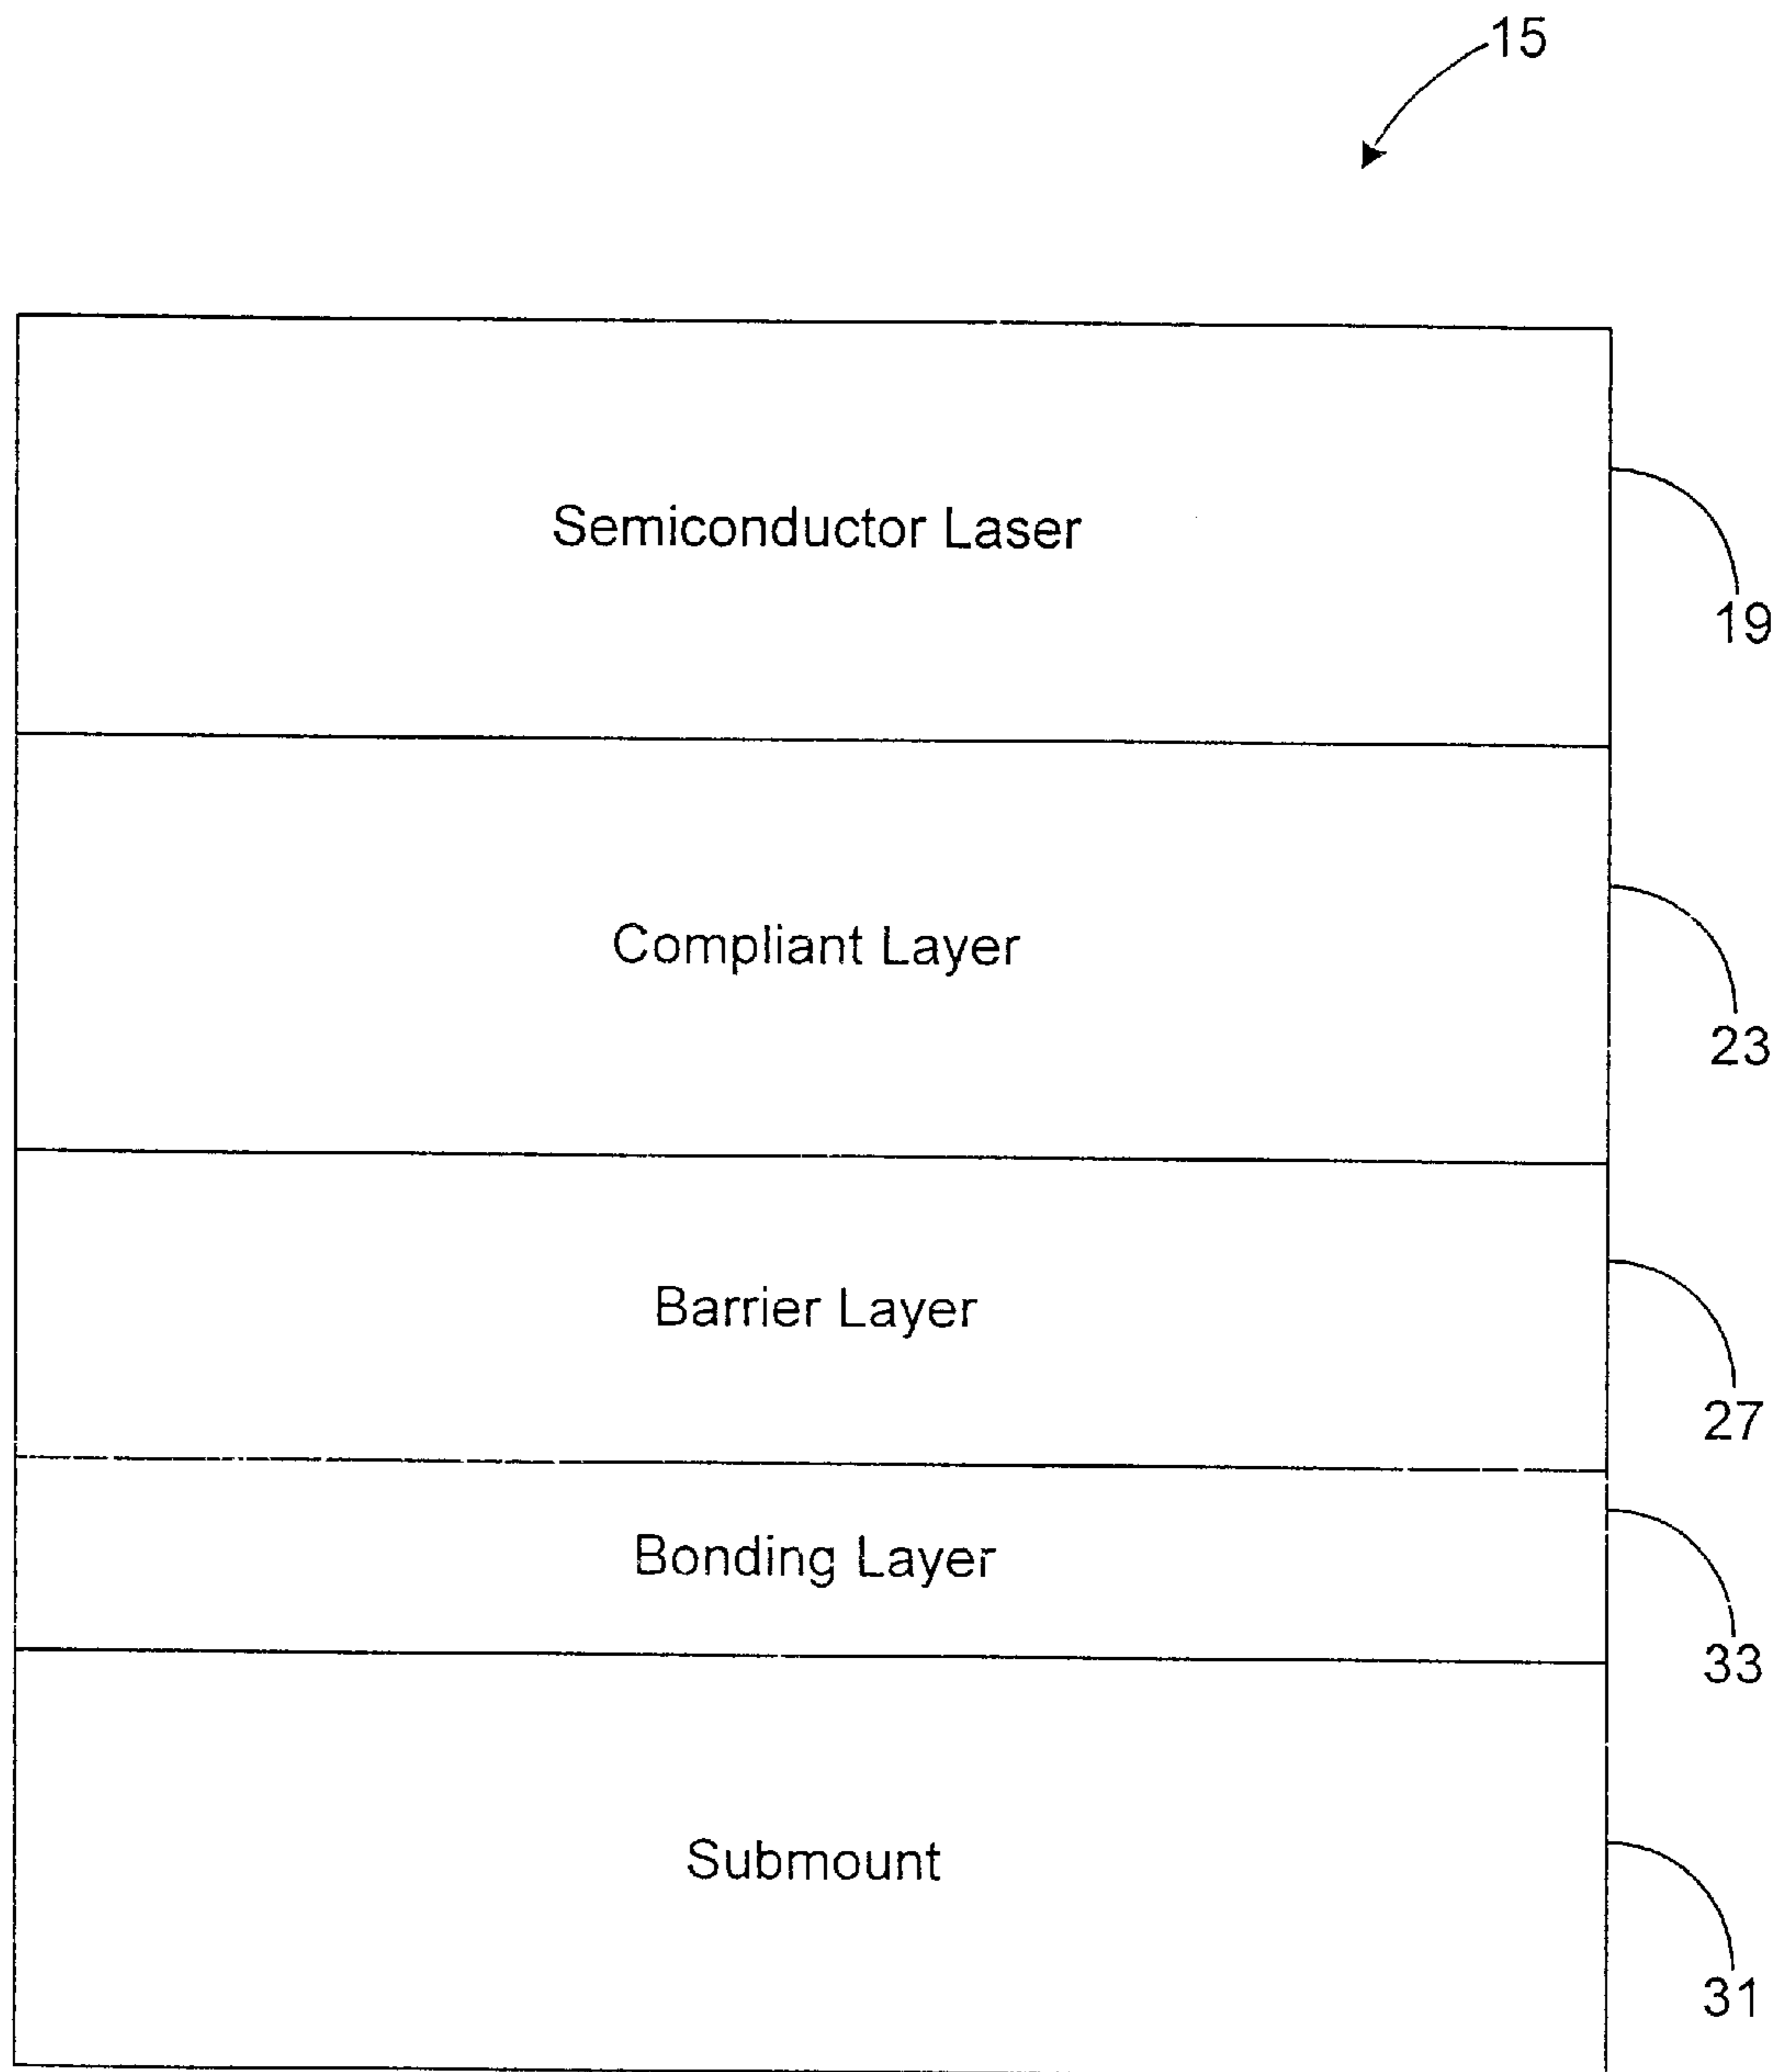 15
Semiconductor Laser
19
Compliant Layer
23
Barrier Layer
27
Bonding Layer
33
Submount
31